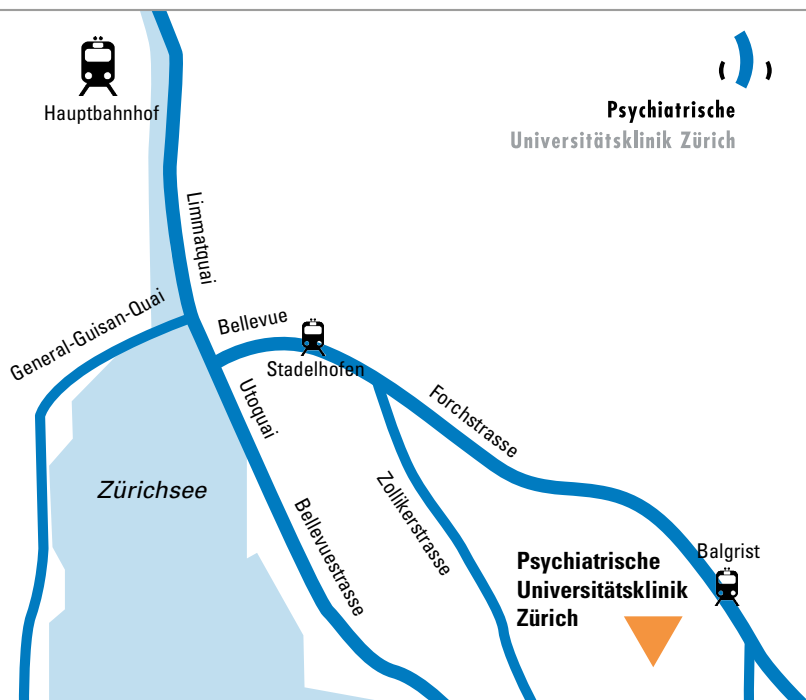 Hauptbahnhof
Psychiatrische
Universitätsklinik Zürich
Limmatquai
General-Guisan-Quai
Bellevue
Stadelhofen
Utoquai
Forchstrasse
Zürichsee
Zollikerstrasse
Bellevuestrasse
Balgrist
Psychiatrische
Universitätsklinik
Zürich